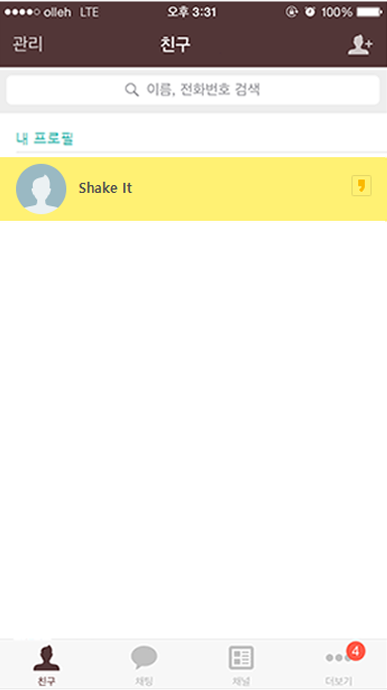 olleh LTE 오후 3:31 100%
관리 친구
이름, 전화번호 검색
내 프로필
Shake It
4
친구 채팅 채널 더보기